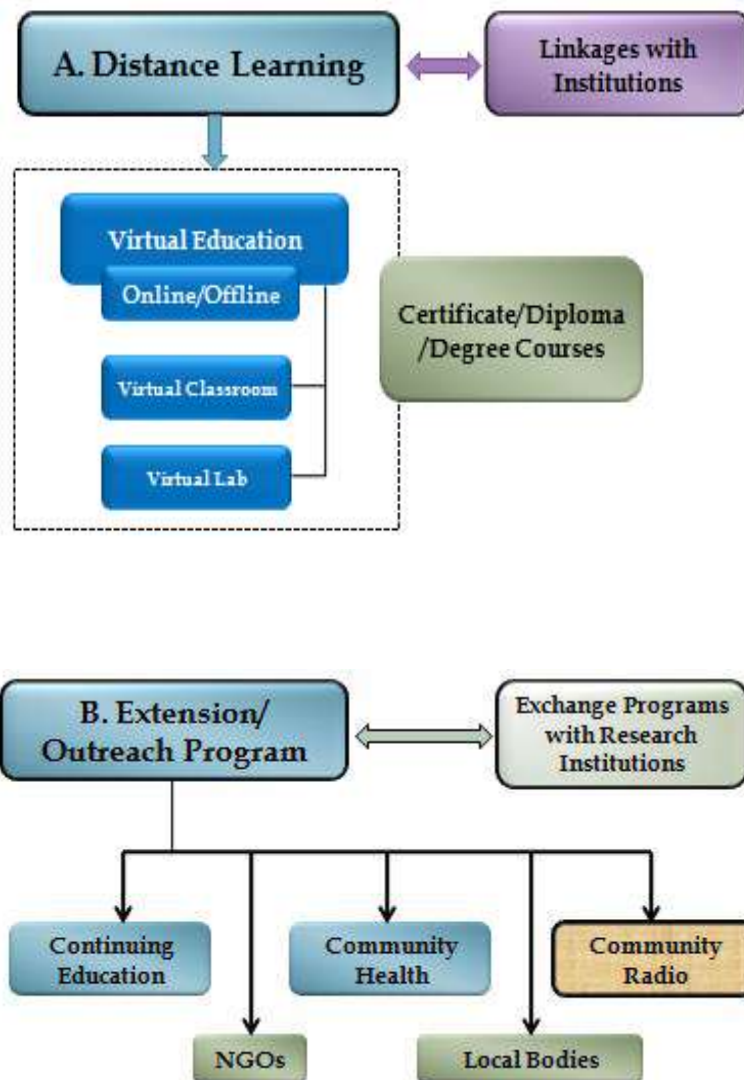 A. Distance Learning
Linkages with
Institutions
Virtual Education
Online/Offline
Certificate/Diploma
/Degree Courses
Virtual Classroom
Virtual Lab
B. Extension/
Outreach Program
Exchange Programs
with Research
Institutions
Continuing
Education
Community
Health
Community
Radio
NGOs
Local Bodies